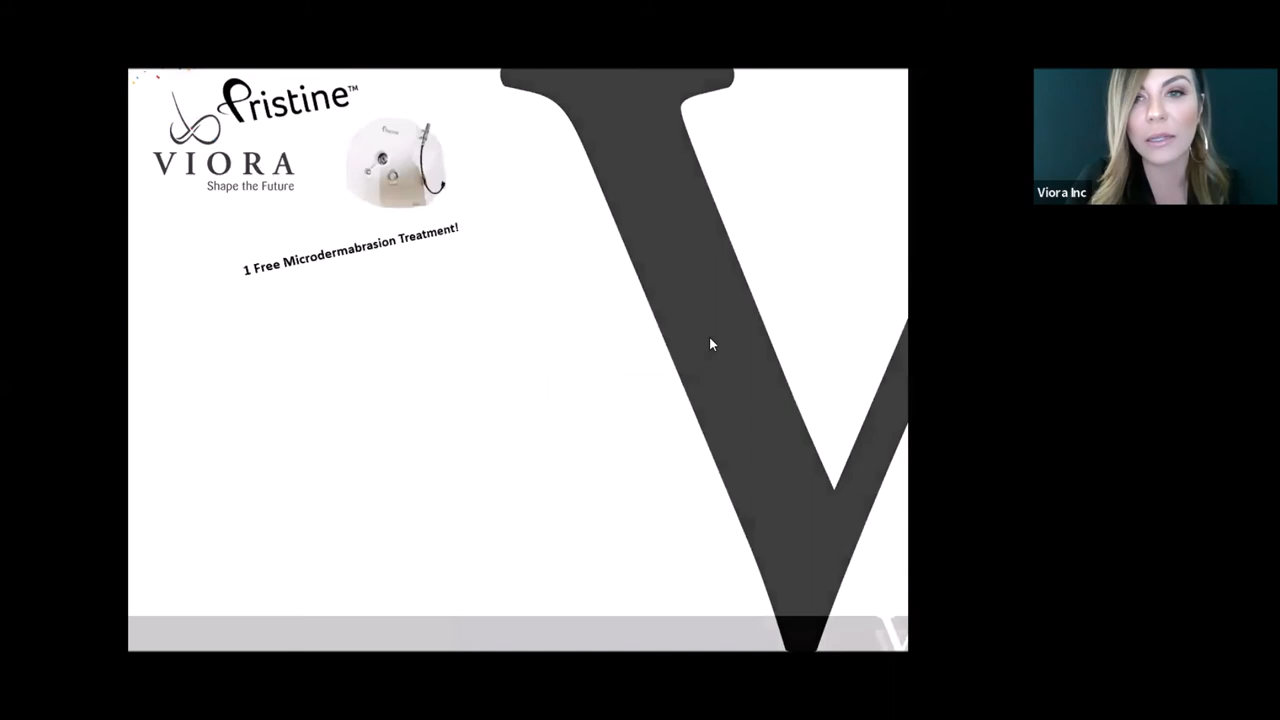 Pristine™
VIORA
Shape the Future
1 Free Microdermabrasion Treatment!
V
Viora Inc